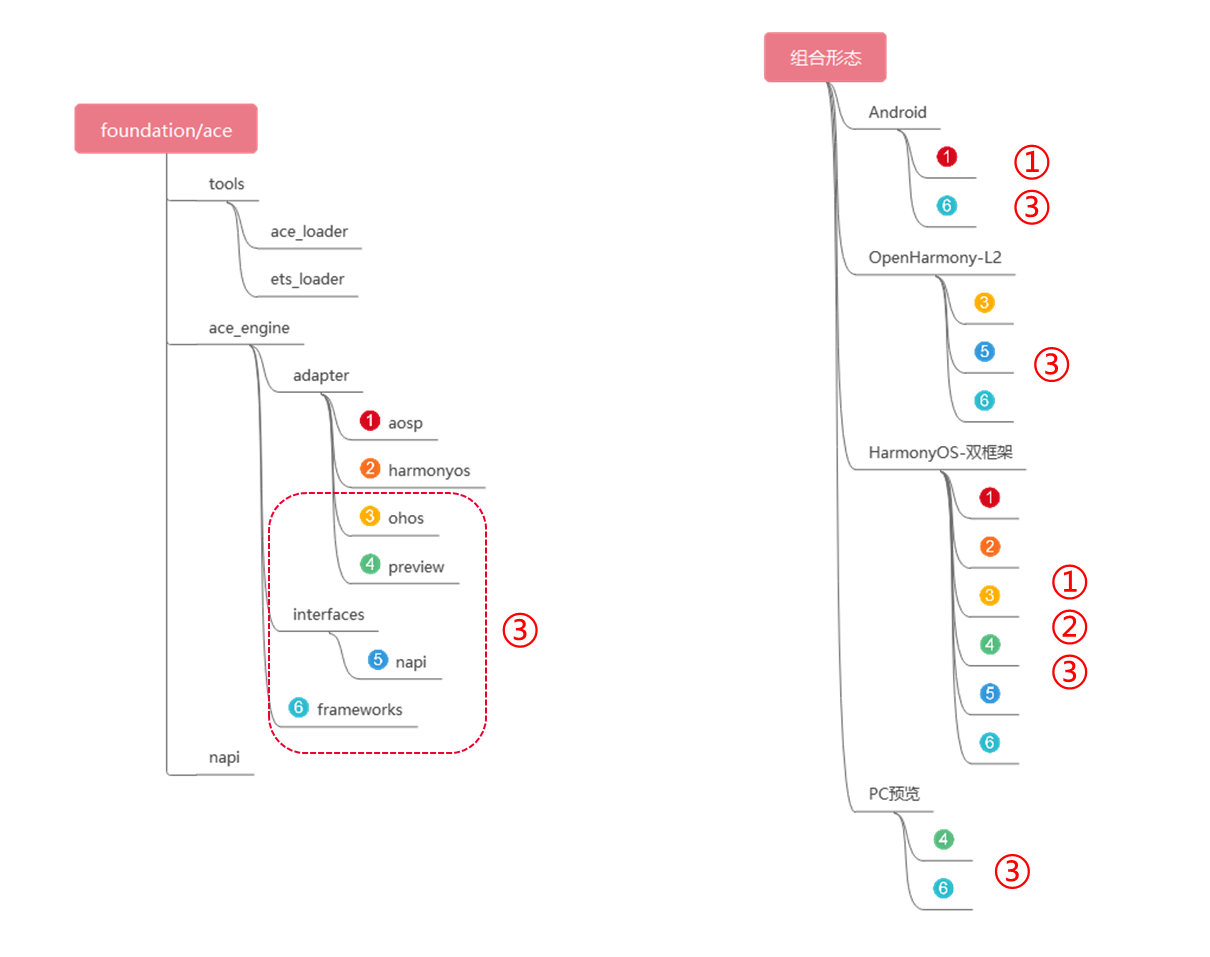 foundation/ace
tools
ace_loader
ets_loader
ace_engine
adapter
1 aosp
2 harmonyos
3 ohos
4 preview
interfaces
5 napi
6 frameworks
napi
③
组合形态
Android
1
6
①
③
OpenHarmony-L2
3
5
6
③
HarmonyOS-双框架
1
2
3
4
5
6
①
②
③
PC预览
4
6
③